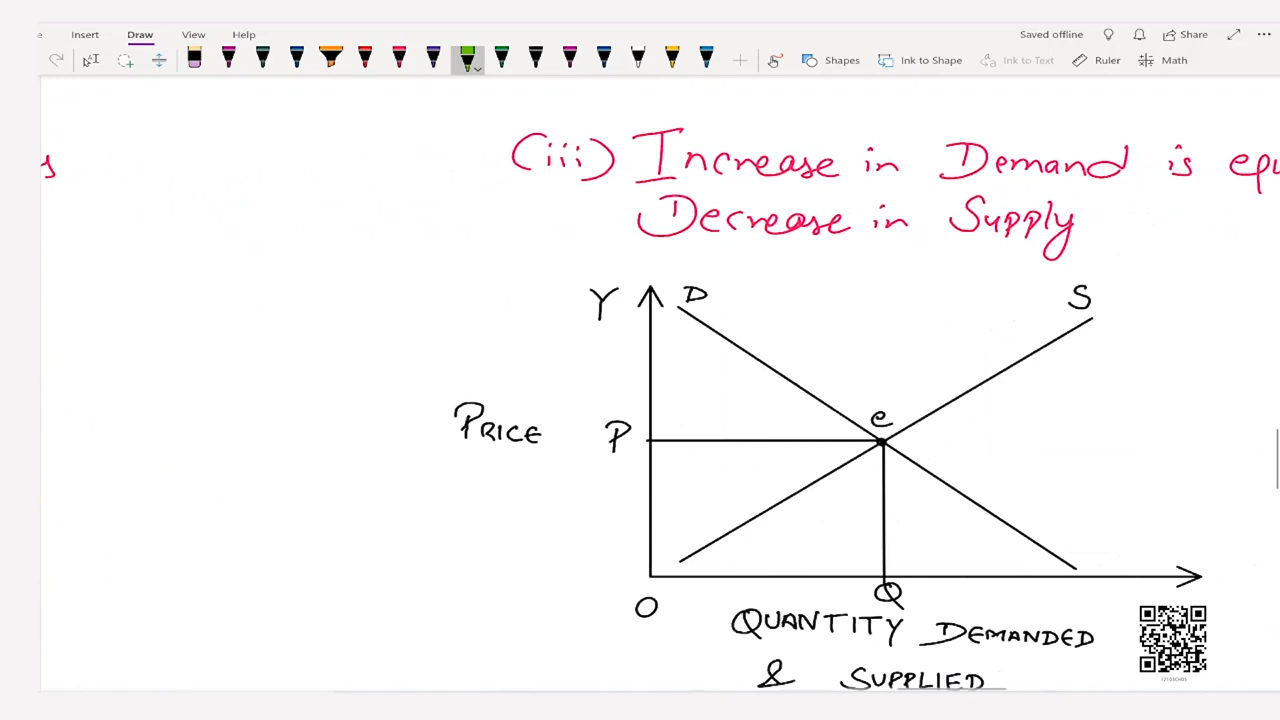 Insert Draw View Help Saved offline Share
Ink to Shape Ink to Text Ruler Math Shapes
(iii) Increase in Demand is equ
Decrease in Supply
Y D S
e
PRICE P
O Q
QUANTITY DEMANDED
& SUPPLIED
12103CH05